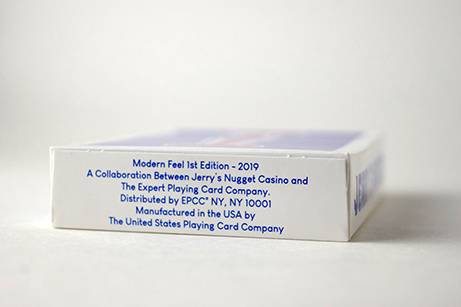 Modern Feel 1st Edition - 2019
A Collaboration Between Jerry's Nugget Casino and
The Expert Playing Card Company.
Distributed by EPCC® NY, NY 10001
Manufactured in the USA by
The United States Playing Card Company